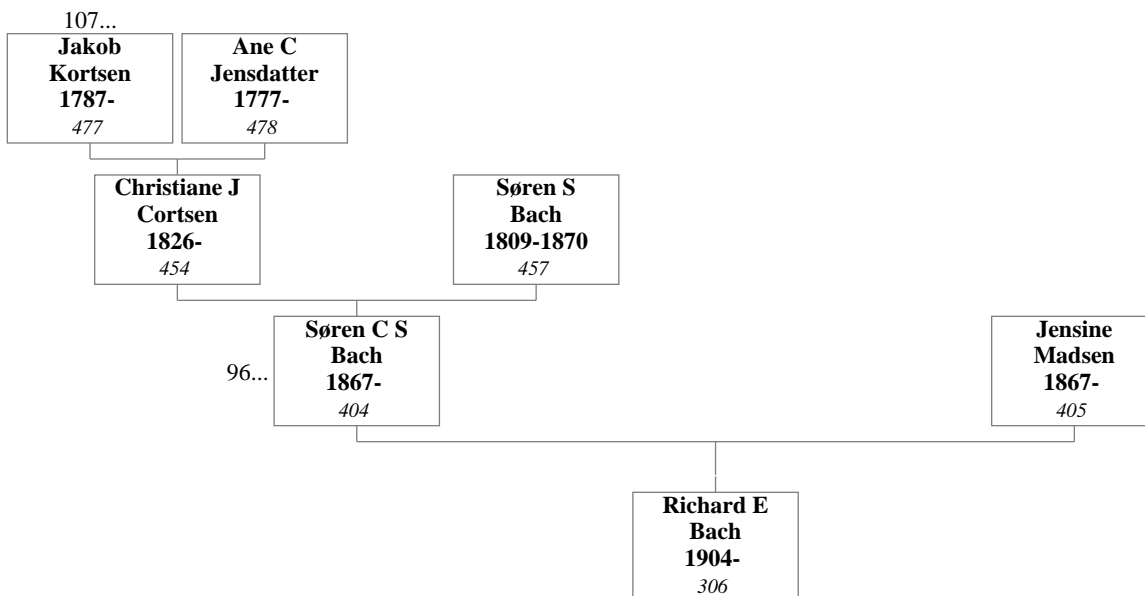 107...
Jakob
Kortsen
1787-
477
Ane C
Jensdatter
1777-
478
Christiane J
Cortsen
1826-
454
Søren S
Bach
1809-1870
457
96...
Søren C S
Bach
1867-
404
Jensine
Madsen
1867-
405
Richard E
Bach
1904-
306